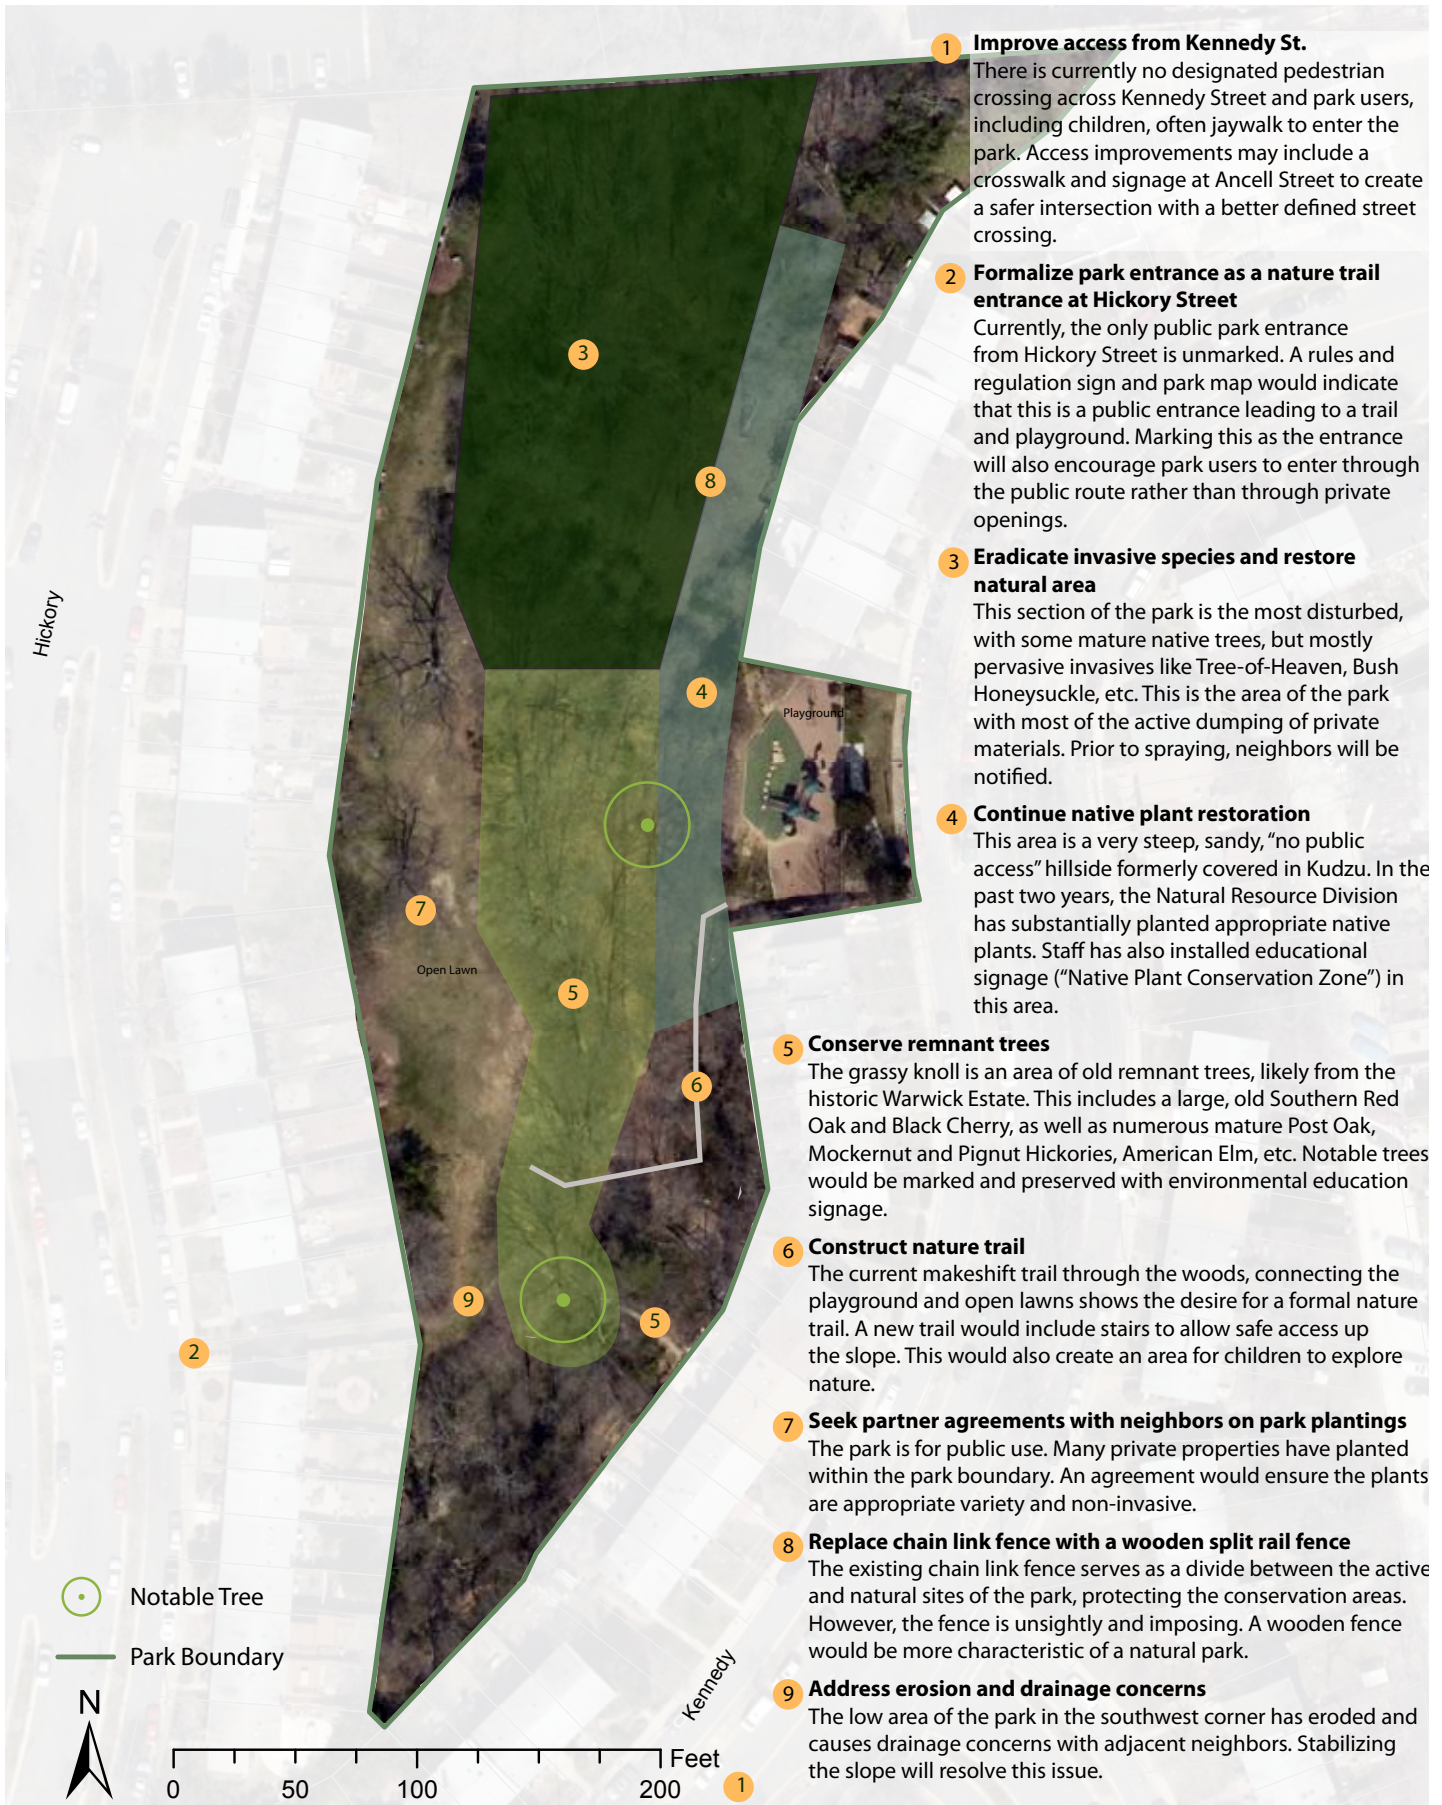 1 Improve access from Kennedy St.
There is currently no designated pedestrian
crossing across Kennedy Street and park users,
including children, often jaywalk to enter the
park. Access improvements may include a
crosswalk and signage at Ancell Street to create
a safer intersection with a better defined street
crossing.
2 Formalize park entrance as a nature trail
entrance at Hickory Street
Currently, the only public park entrance
from Hickory Street is unmarked. A rules and
regulation sign and park map would indicate
that this is a public entrance leading to a trail
and playground. Marking this as the entrance
will also encourage park users to enter through
the public route rather than through private
openings.
3 Eradicate invasive species and restore
natural area
This section of the park is the most disturbed,
with some mature native trees, but mostly
pervasive invasives like Tree-of-Heaven, Bush
Honeysuckle, etc. This is the area of the park
with most of the active dumping of private
materials. Prior to spraying, neighbors will be
notified.
4 Continue native plant restoration
This area is a very steep, sandy, “no public
access” hillside formerly covered in Kudzu. In the
past two years, the Natural Resource Division
has substantially planted appropriate native
plants. Staff has also installed educational
signage (“Native Plant Conservation Zone”) in
this area.
5 Conserve remnant trees
The grassy knoll is an area of old remnant trees, likely from the
historic Warwick Estate. This includes a large, old Southern Red
Oak and Black Cherry, as well as numerous mature Post Oak,
Mockernut and Pignut Hickories, American Elm, etc. Notable trees
would be marked and preserved with environmental education
signage.
6 Construct nature trail
The current makeshift trail through the woods, connecting the
playground and open lawns shows the desire for a formal nature
trail. A new trail would include stairs to allow safe access up
the slope. This would also create an area for children to explore
nature.
7 Seek partner agreements with neighbors on park plantings
The park is for public use. Many private properties have planted
within the park boundary. An agreement would ensure the plants
are appropriate variety and non-invasive.
8 Replace chain link fence with a wooden split rail fence
The existing chain link fence serves as a divide between the active
and natural sites of the park, protecting the conservation areas.
However, the fence is unsightly and imposing. A wooden fence
would be more characteristic of a natural park.
9 Address erosion and drainage concerns
The low area of the park in the southwest corner has eroded and
causes drainage concerns with adjacent neighbors. Stabilizing
the slope will resolve this issue.
3
8
Hickory
4
Playground
7
Open Lawn
5
6
9
5
2
Notable Tree
Park Boundary
Kennedy
N
Feet
0 50 100 200
1